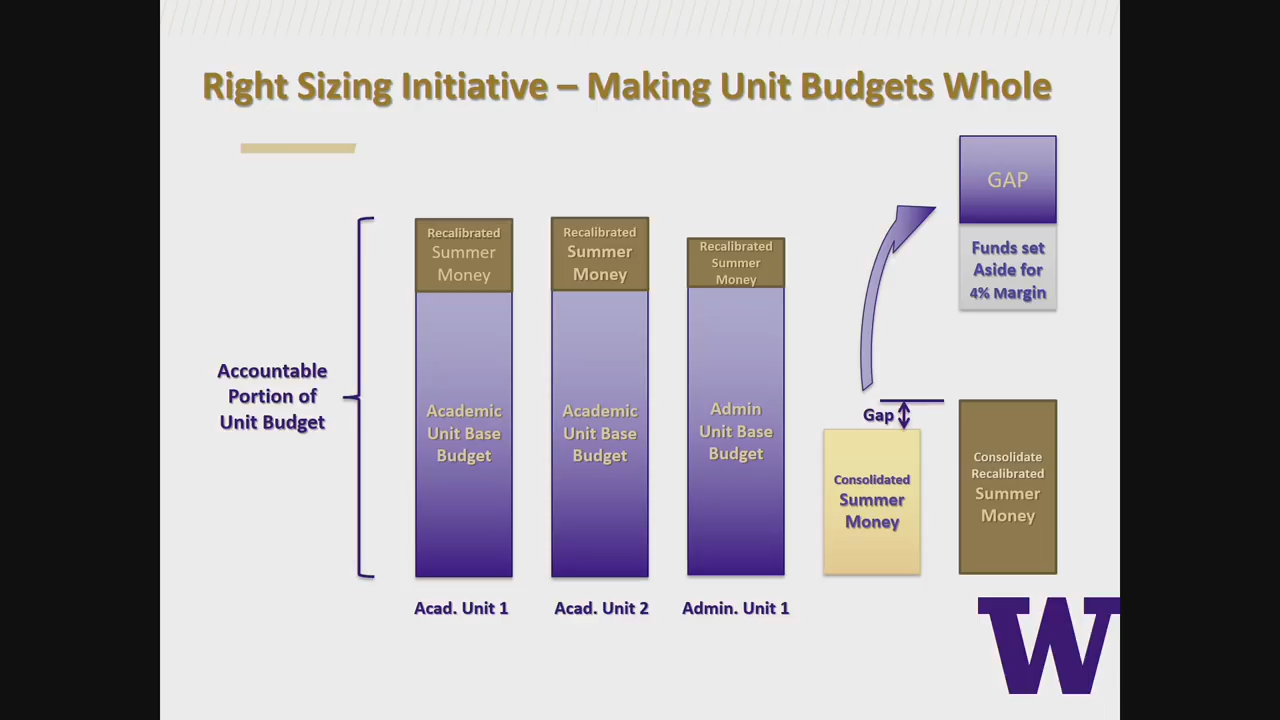 Right Sizing Initiative – Making Unit Budgets Whole
GAP
Funds set
Aside for
4% Margin
Recalibrated
Summer
Money
Recalibrated
Summer
Money
Recalibrated
Summer
Money
Accountable
Portion of
Unit Budget
Academic
Unit Base
Budget
Academic
Unit Base
Budget
Admin
Unit Base
Budget
Gap
Consolidated
Summer
Money
Consolidate
Recalibrated
Summer
Money
Acad. Unit 1
Acad. Unit 2
Admin. Unit 1
W